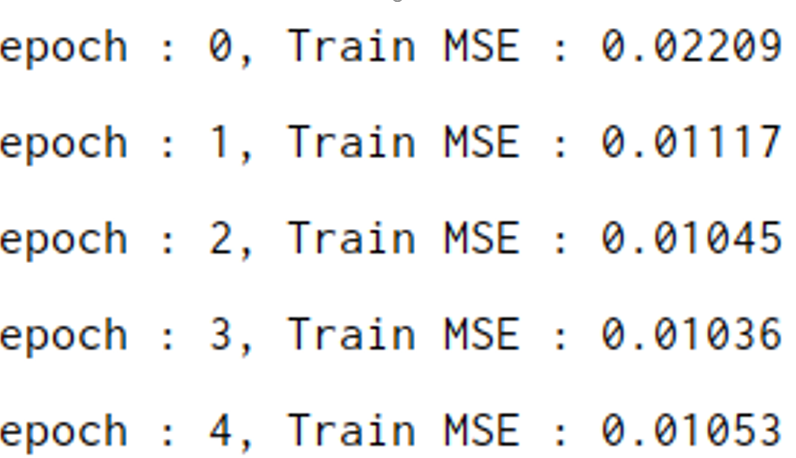 epoch : 0, Train MSE : 0.02209
epoch : 1, Train MSE : 0.01117
epoch : 2, Train MSE : 0.01045
epoch : 3, Train MSE : 0.01036
epoch : 4, Train MSE : 0.01053